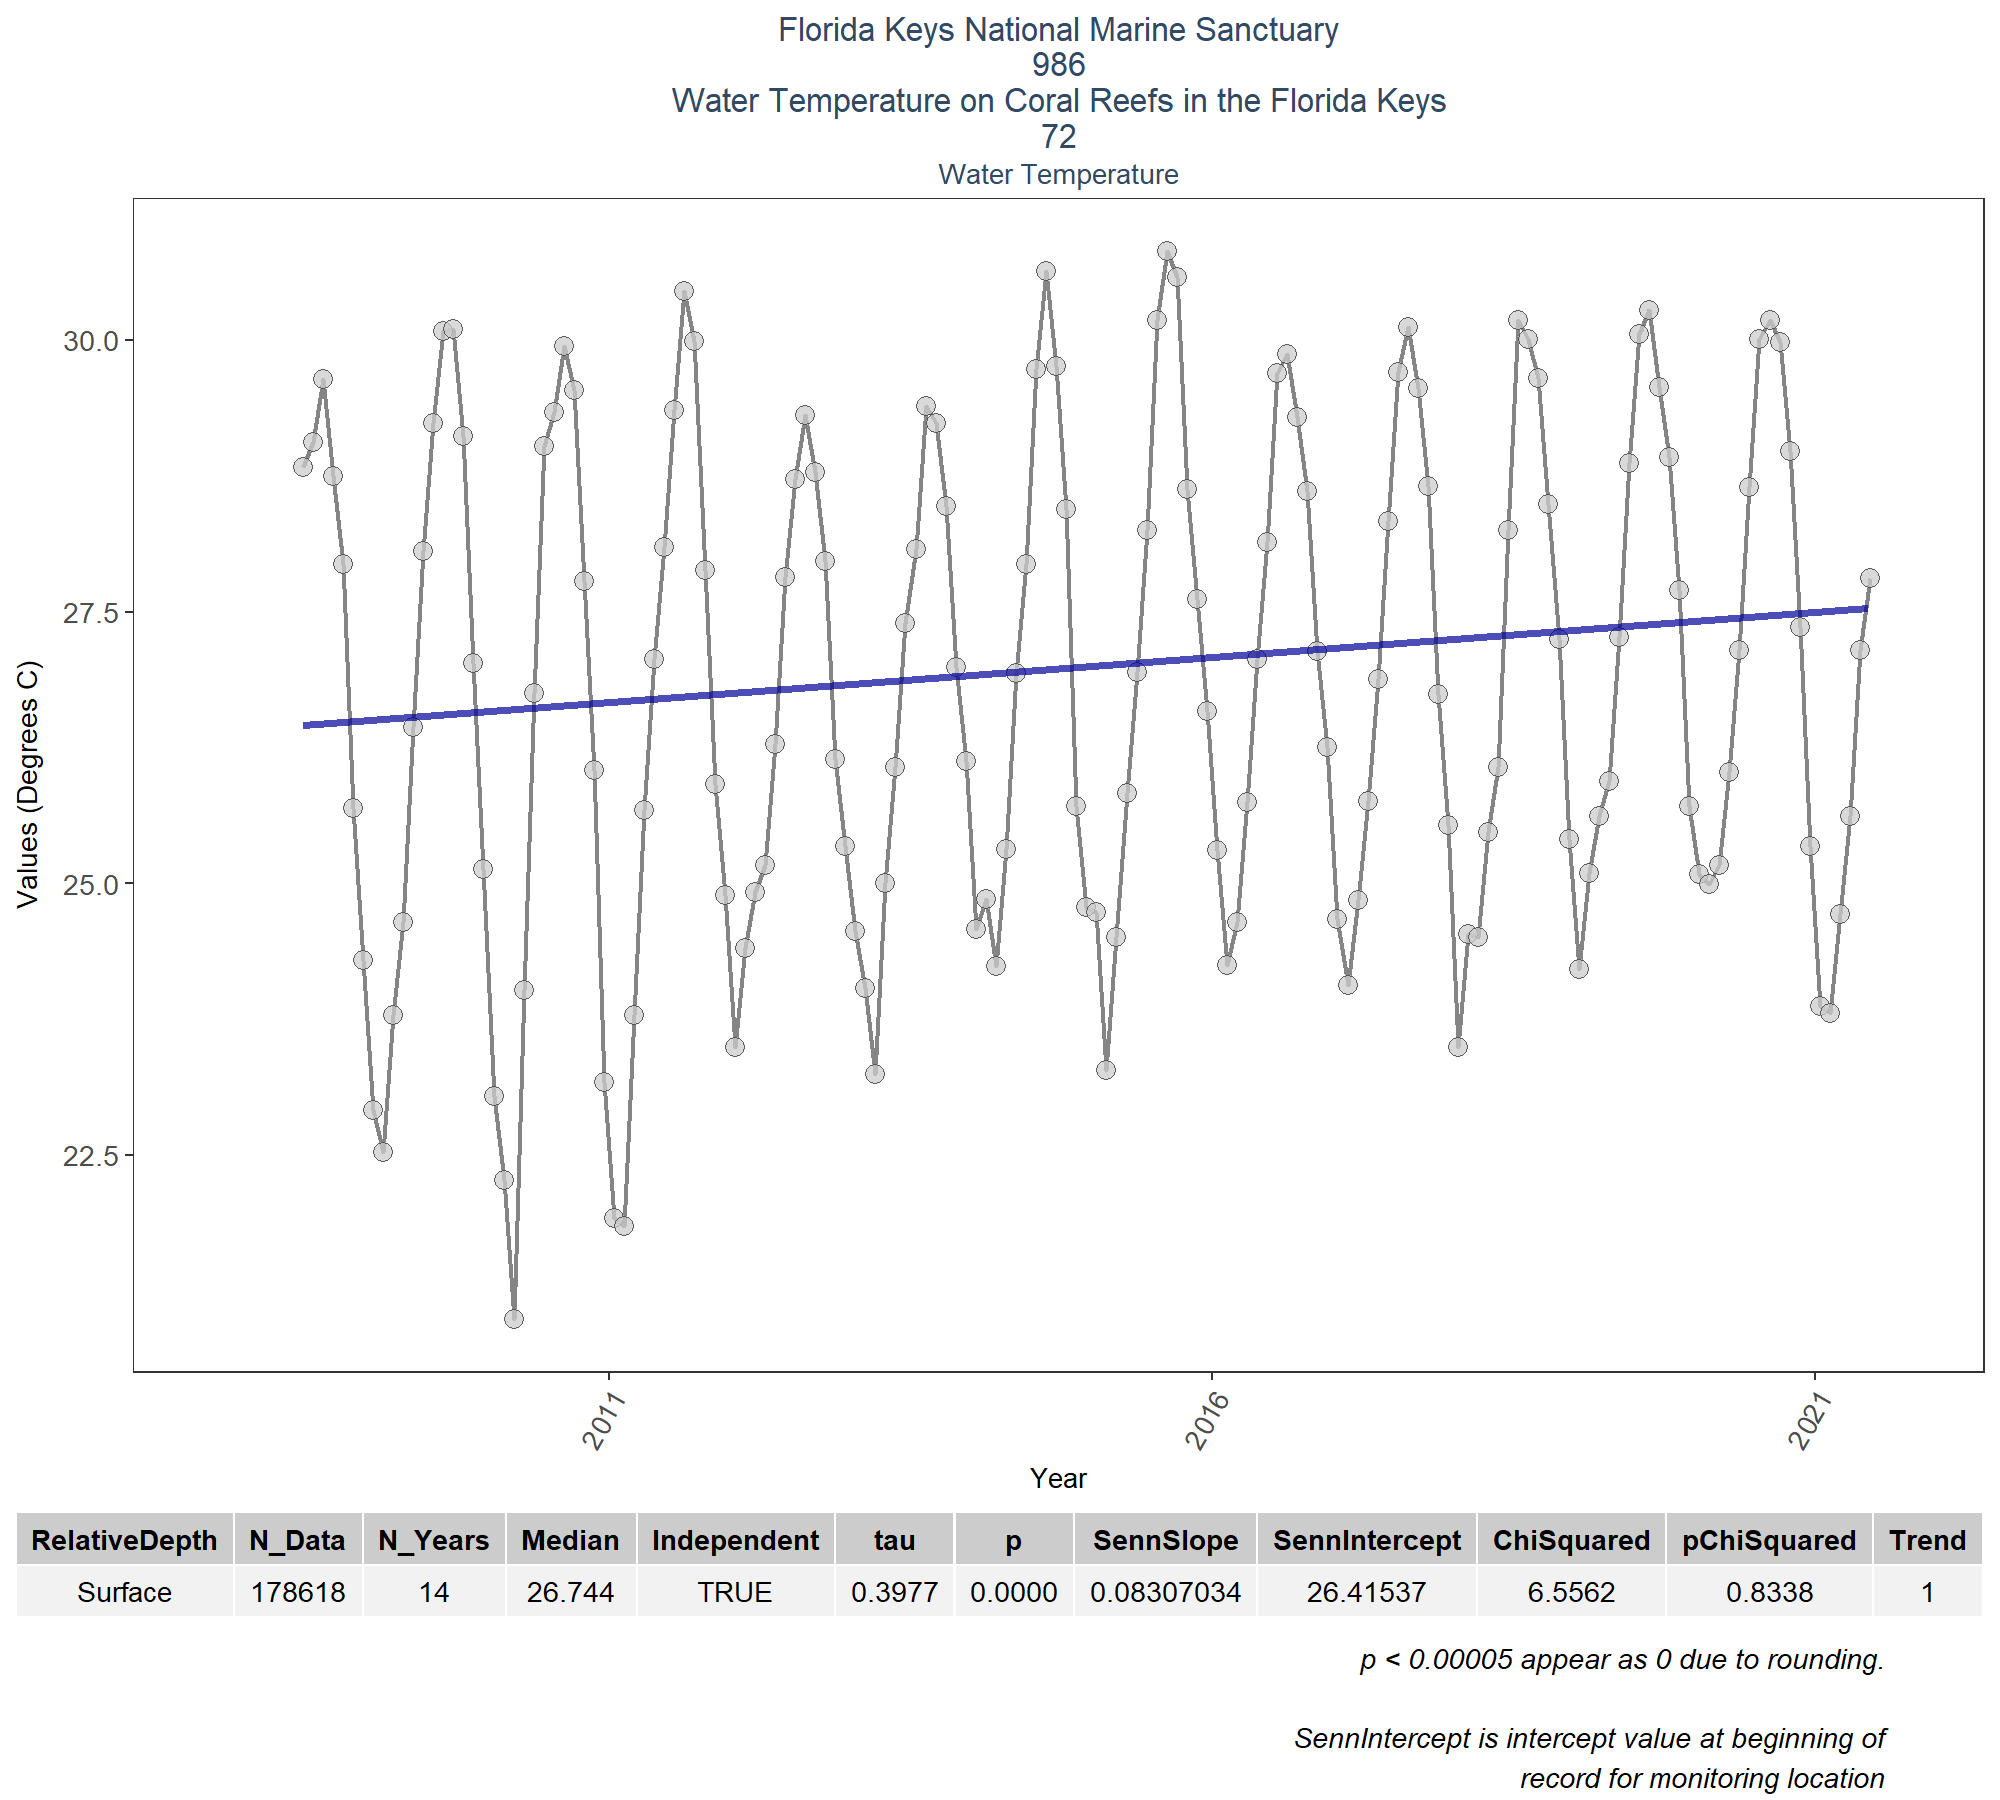 Florida Keys National Marine Sanctuary
986
Water Temperature on Coral Reefs in the Florida Keys
72
Water Temperature
Values (Degrees C)
30.0
27.5
25.0
22.5
2011
2016
2021
Year
RelativeDepth N_Data N_Years Median Independent tau p SennSlope SennIntercept ChiSquared pChiSquared Trend
Surface 178618 14 26.744 TRUE 0.3977 0.0000 0.08307034 26.41537 6.5562 0.8338 1
p < 0.00005 appear as 0 due to rounding.
SennIntercept is intercept value at beginning of
record for monitoring location